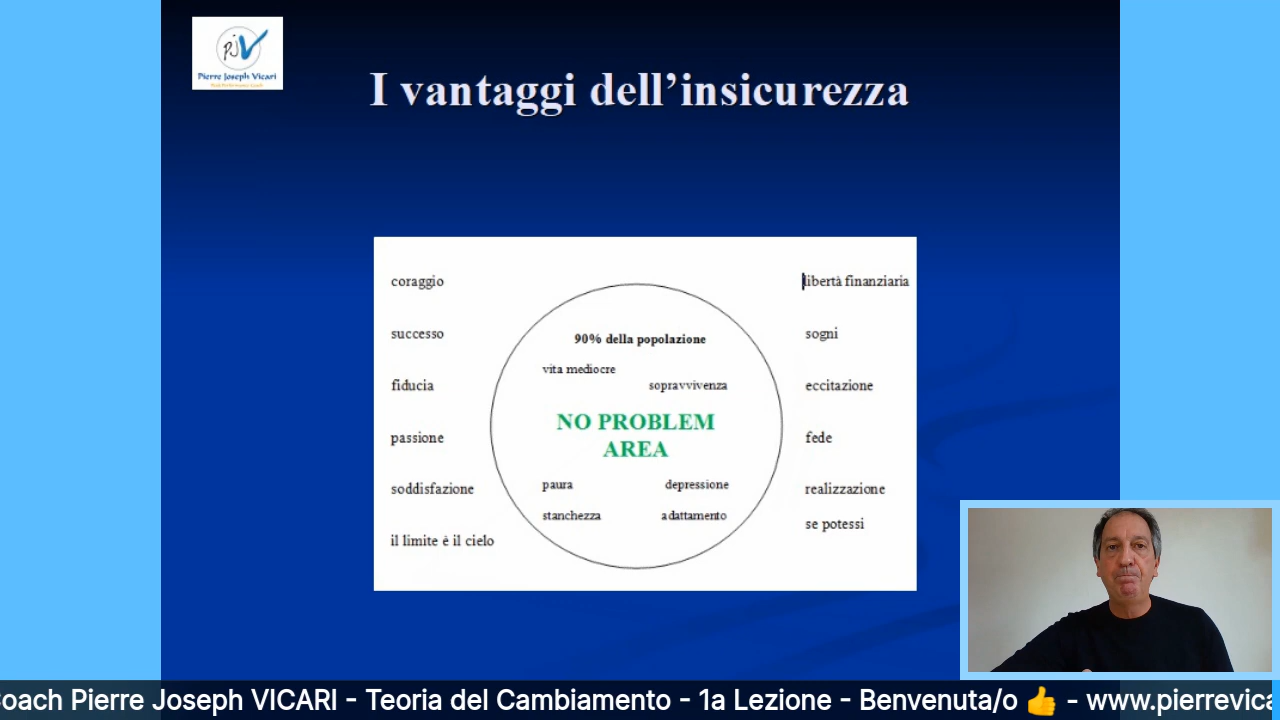 PJV
Pierre Joseph Vicari
I vantaggi dell'insicurezza
coraggio
successo
fiducia
passione
soddisfazione
il limite è il cielo
90% della popolazione
vita mediocre
sopravvivenza
NO PROBLEM
AREA
paura
depressione
stanchezza
adattamento
libertà finanziaria
sogni
eccitazione
fede
realizzazione
se potessi
oach Pierre Joseph VICARI - Teoria del Cambiamento - 1a Lezione - Benvenuta/o 👍 - www.pierrevica